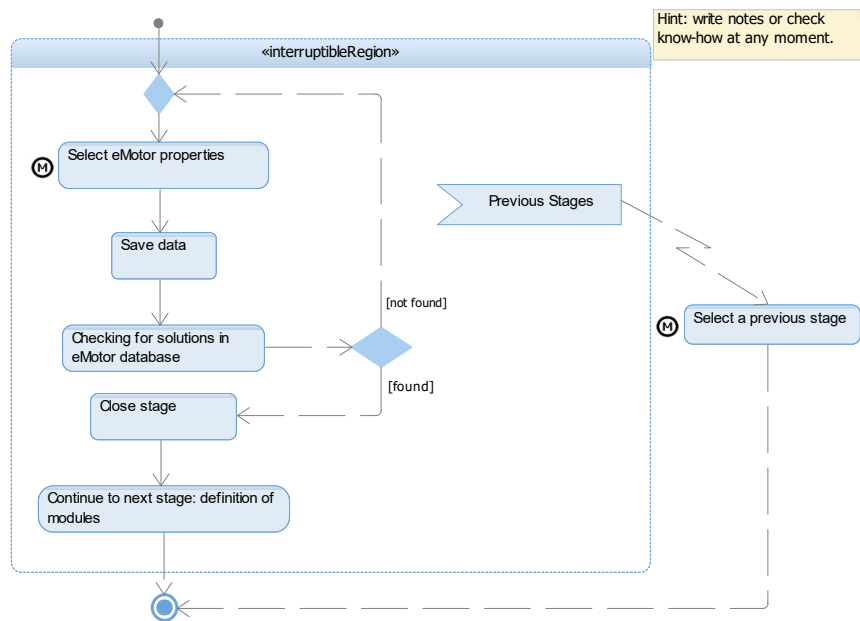 Hint: write notes or check
know-how at any moment.
«interruptibleRegion»
M
Select eMotor properties
Previous Stages
Save data
[not found]
M
Select a previous stage
Checking for solutions in
eMotor database
[found]
Close stage
Continue to next stage: definition of
modules